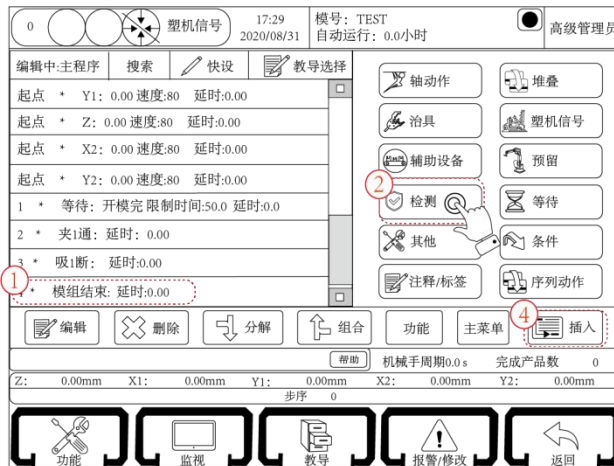 0 塑机信号 17:29 模号：TEST
2020/08/31 自动运行：0.0小时 高级管理员
编辑中:主程序 搜索 快设 教导选择
起点 * Y1：0.00 速度:80 延时:0.00
起点 * Z：0.00 速度:80 延时:0.00
起点 * X2：0.00 速度:80 延时:0.00
起点 * Y2：0.00 速度:80 延时:0.00
1 * 等待：开模完 限制时间:50.0 延时:0.0
2 * 夹1通：延时：0.00
3 * 吸1断： 延时:0.00
* 模组结束: 延时:0.00
1
轴动作 堆叠
治具 塑机信号
辅助设备 预留
2
检测 等待
其他 条件
注释/标签 序列动作
4
编辑 删除 分解 组合 功能 主菜单 插入
帮助 机械手周期0.0 s 完成产品数 0
Z: 0.00mm X1: 0.00mm Y1: 0.00mm X2: 0.00mm Y2: 0.00mm
步序 0
功能 监视 教导 报警/修改 返回